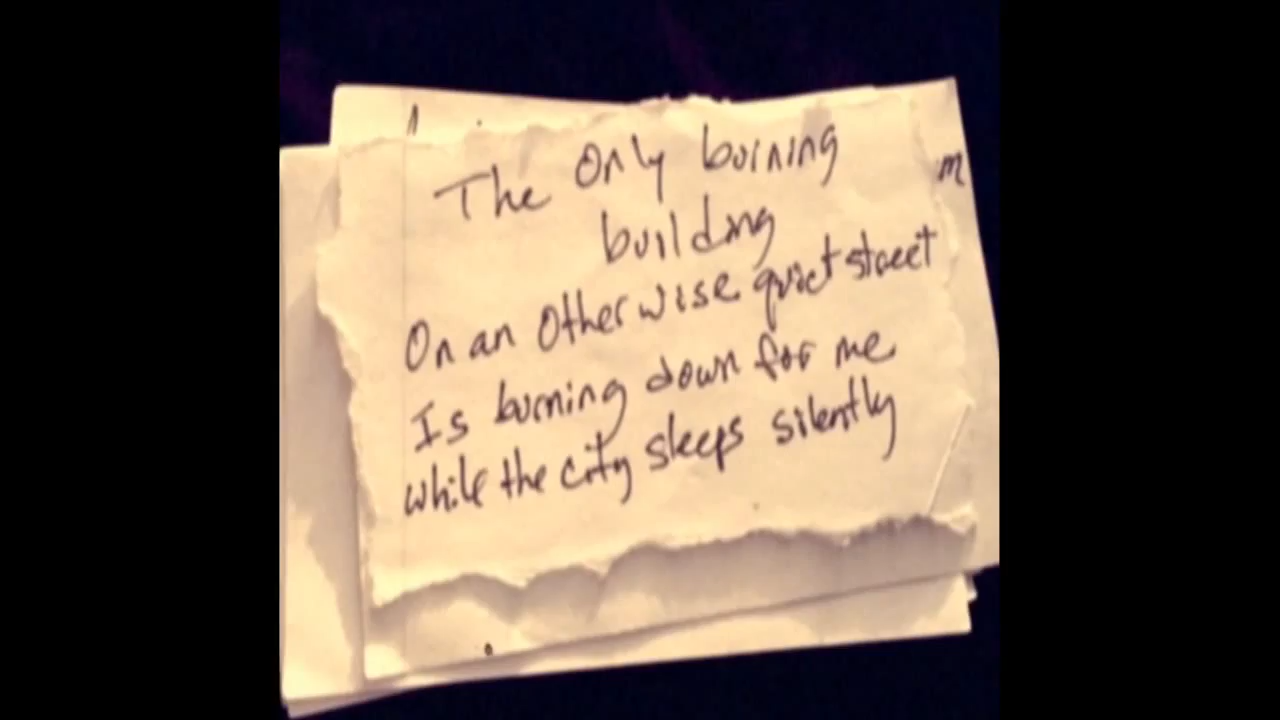 The Only burning
building
On an Otherwise quiet street
Is burning down for me
while the city sleeps silently
m